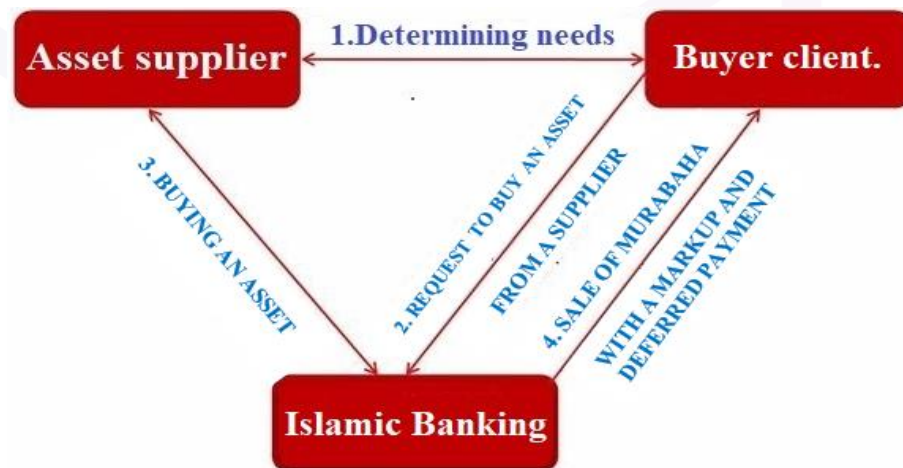 1.Determining needs
Asset supplier
Buyer client.
3. BUYING AN ASSET
2. REQUEST TO BUY AN ASSET
FROM A SUPPLIER
4. SALE OF MURABAHA
WITH A MARKUP AND
DEFERRED PAYMENT
Islamic Banking